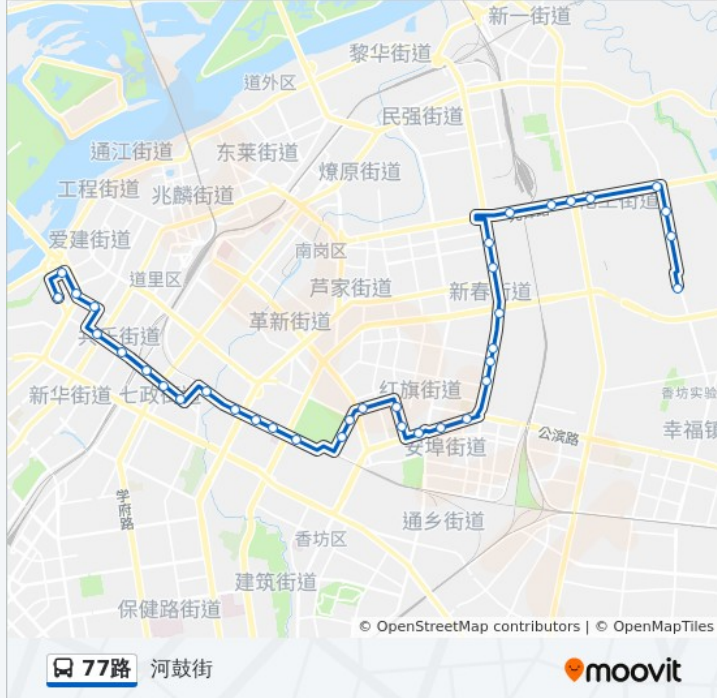 新一街道
黎华街道
道外区
民强街道
通江街道
东莱街道
燎原街道
工程街道
兆麟街道
化工街道
爱建街道
南岗区
道里区
芦家街道
新春街道
革新街道
共乐街道
红旗街道
新华街道
七政街道
香坊实验
公滨路
幸福镇
安埠街道
学府路
通乡街道
香坊区
建筑街道
保健路街道
© OpenStreetMap contributors | © OpenMapTiles
77路 河鼓街
moovit